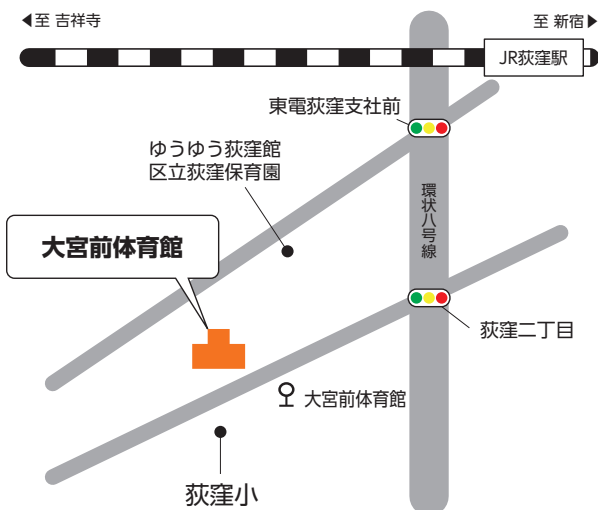 ◀至 吉祥寺
至 新宿▶
JR荻窪駅
東電荻窪支社前
ゆうゆう荻窪館
区立荻窪保育園
環状八号線
大宮前体育館
荻窪二丁目
大宮前体育館
荻窪小